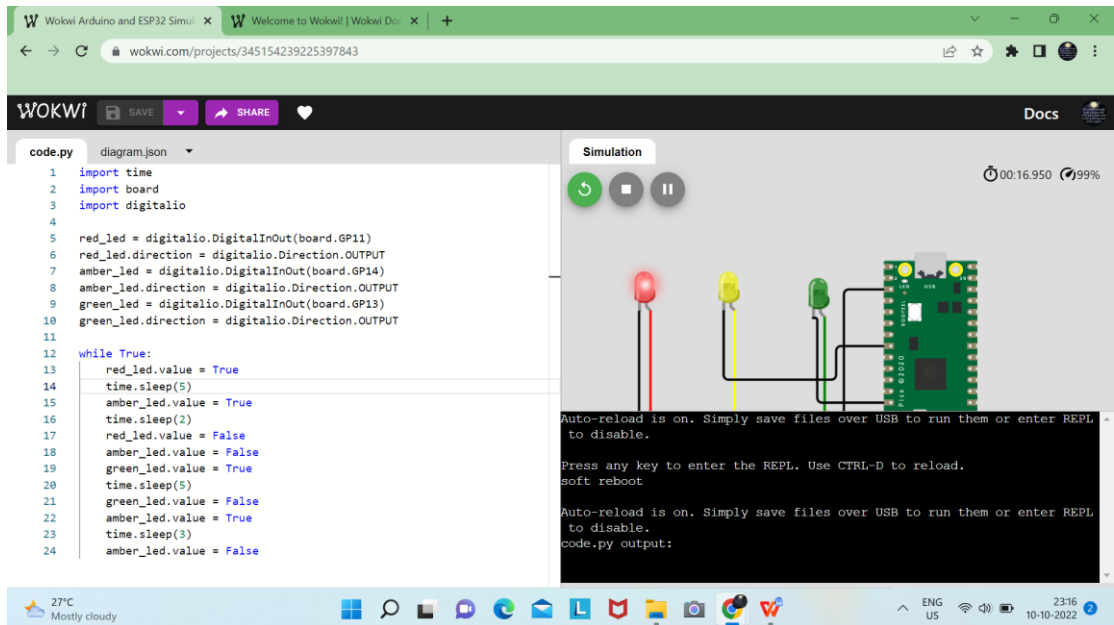 Wokwi Arduino and ESP32 Simul
Welcome to Wokwi! | Wokwi Doc
wokwi.com/projects/345154239225397843
WOKWI
SAVE
SHARE
Docs
code.py
diagram.json
1 import time
2 import board
3 import digitalio
4
5 red_led = digitalio.DigitalInOut(board.GP11)
6 red_led.direction = digitalio.Direction.OUTPUT
7 amber_led = digitalio.DigitalInOut(board.GP14)
8 amber_led.direction = digitalio.Direction.OUTPUT
9 green_led = digitalio.DigitalInOut(board.GP13)
10 green_led.direction = digitalio.Direction.OUTPUT
11
12 while True:
13 red_led.value = True
14 time.sleep(5)
15 amber_led.value = True
16 time.sleep(2)
17 red_led.value = False
18 amber_led.value = False
19 green_led.value = True
20 time.sleep(5)
21 green_led.value = False
22 amber_led.value = True
23 time.sleep(3)
24 amber_led.value = False
Simulation
00:16.950 99%
LED
USB
BOOTSEL
Pico ©2020
Auto-reload is on. Simply save files over USB to run them or enter REPL
to disable.
Press any key to enter the REPL. Use CTRL-D to reload.
soft reboot
Auto-reload is on. Simply save files over USB to run them or enter REPL
to disable.
code.py output:
27°C
Mostly cloudy
ENG
US
23:16
10-10-2022
2